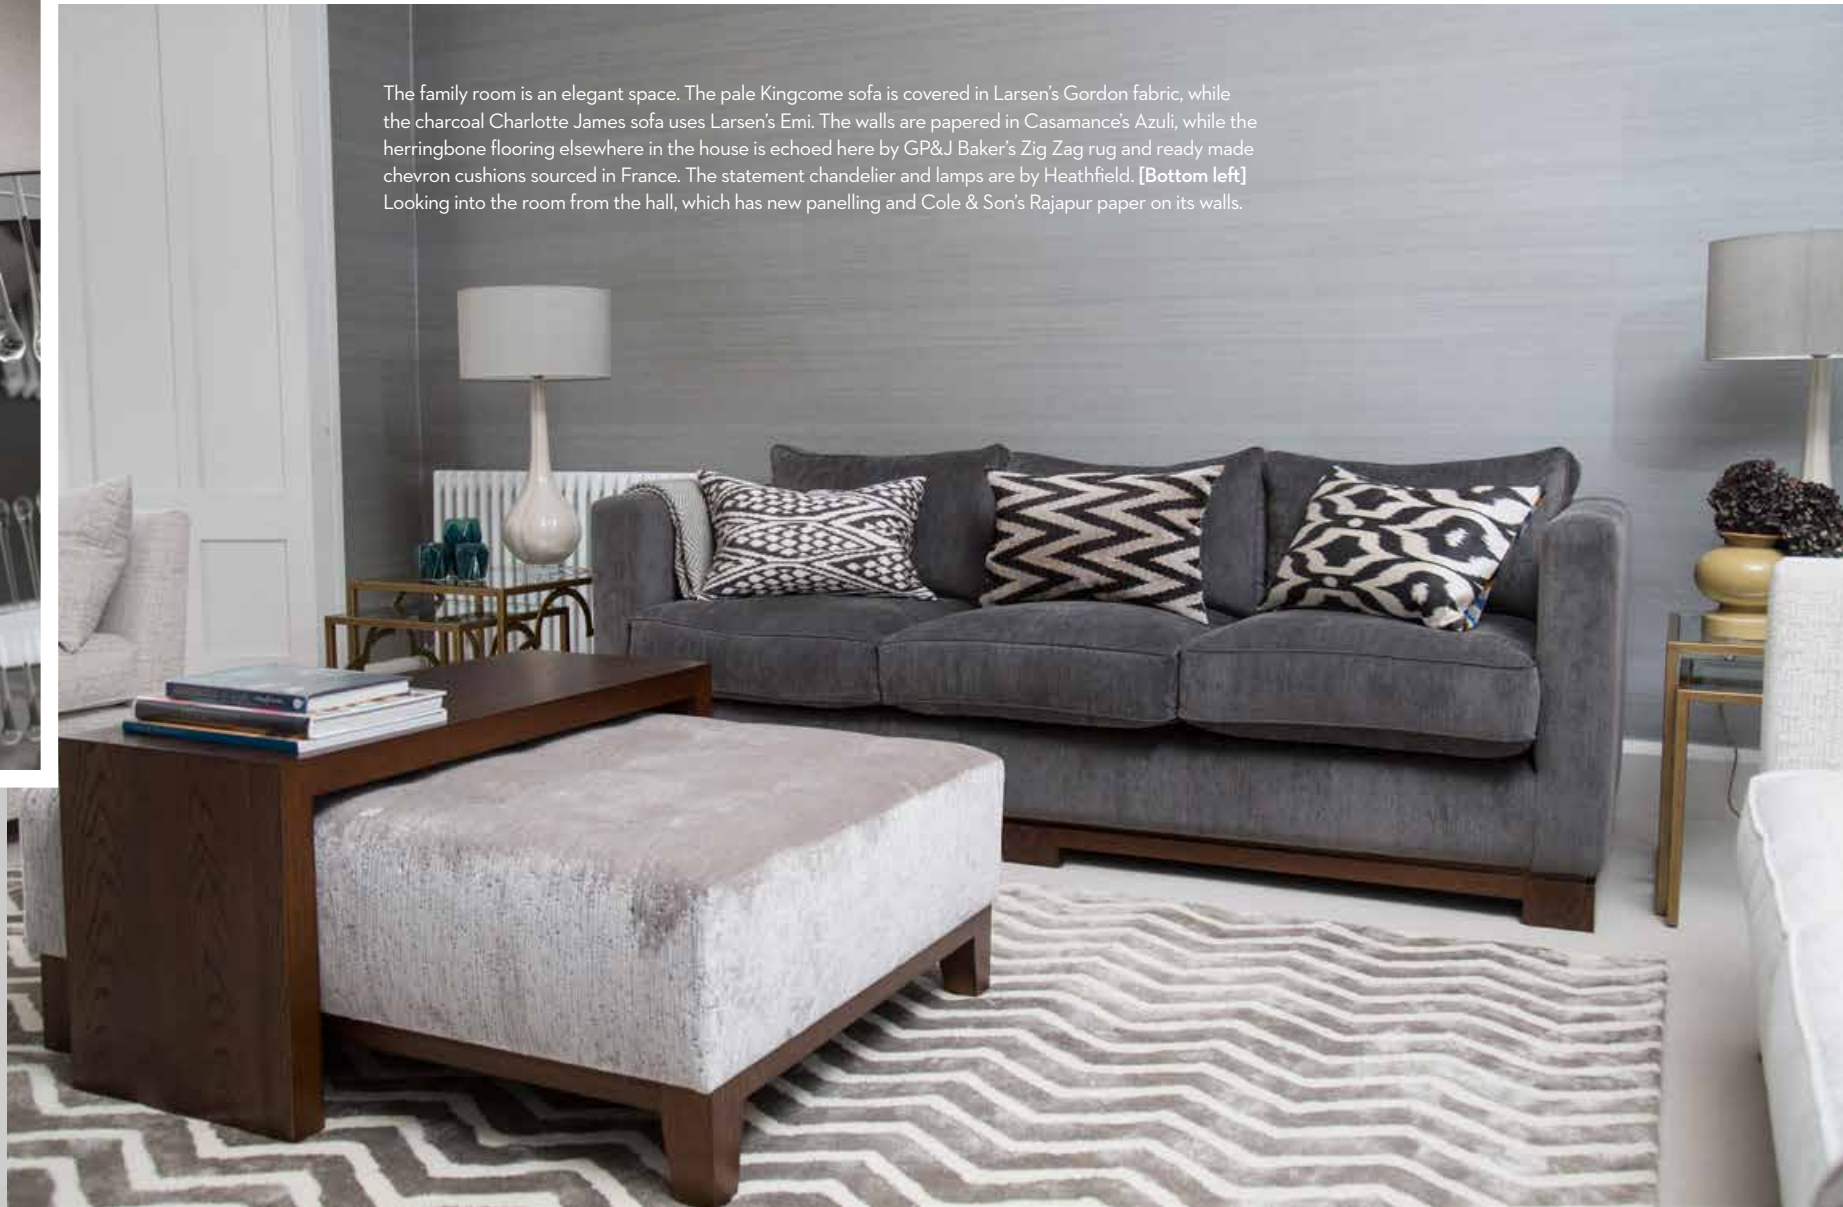 The family room is an elegant space. The pale Kingcome sofa is covered in Larsen's Gordon fabric, while
the charcoal Charlotte James sofa uses Larsen's Emi. The walls are papered in Casamance's Azuli, while the
herringbone flooring elsewhere in the house is echoed here by GP&J Baker's Zig Zag rug and ready made
chevron cushions sourced in France. The statement chandelier and lamps are by Heathfield. [Bottom left]
Looking into the room from the hall, which has new panelling and Cole & Son's Rajapur paper on its walls.